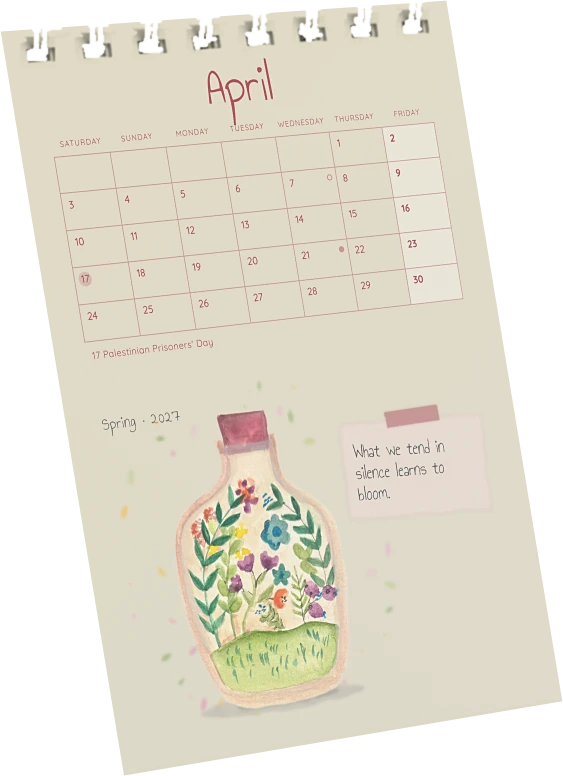 April
SATURDAY SUNDAY MONDAY TUESDAY WEDNESDAY THURSDAY FRIDAY
1 2
3 4 5 6 7 8 9
10 11 12 13 14 15 16
17 18 19 20 21 22 23
24 25 26 27 28 29 30
17 Palestinian Prisoners' Day
Spring · 2027
What we tend in
silence learns to
bloom.